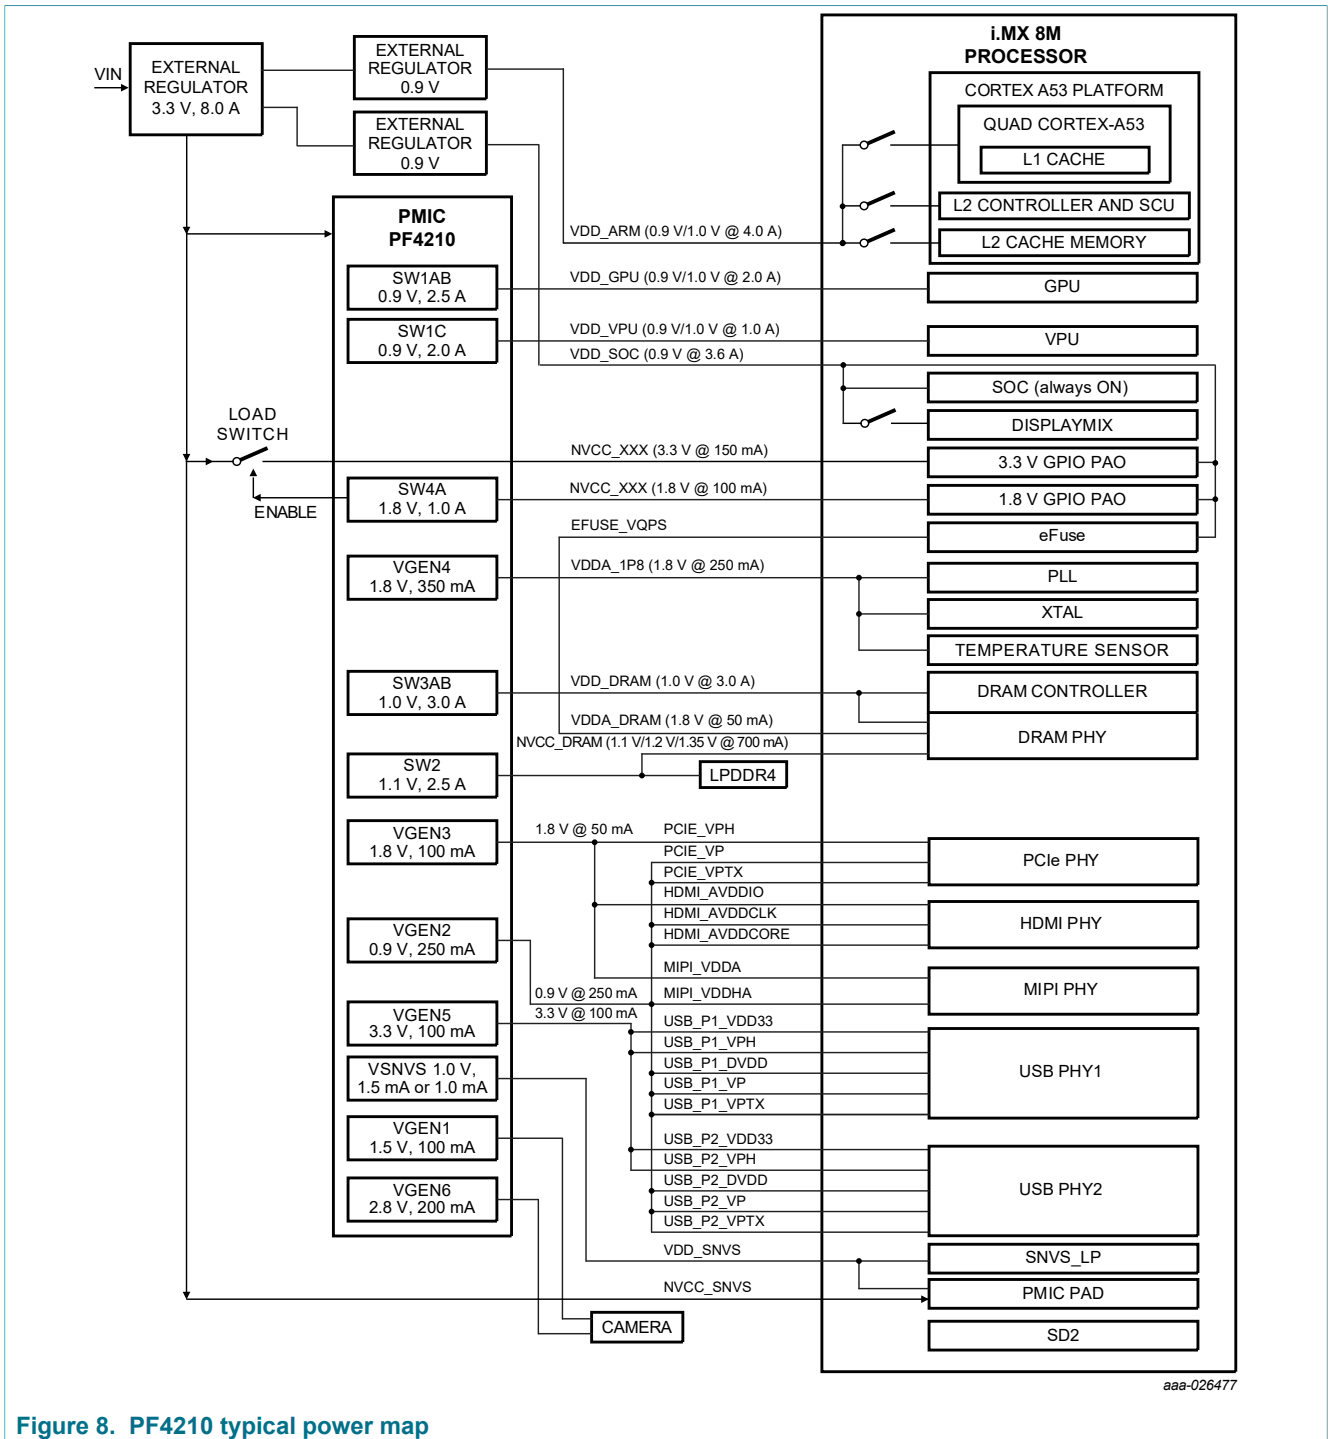 VIN
EXTERNAL
REGULATOR
3.3 V, 8.0 A
EXTERNAL
REGULATOR
0.9 V
EXTERNAL
REGULATOR
0.9 V
i.MX 8M
PROCESSOR
CORTEX A53 PLATFORM
QUAD CORTEX-A53
L1 CACHE
L2 CONTROLLER AND SCU
L2 CACHE MEMORY
PMIC
PF4210
VDD_ARM (0.9 V/1.0 V @ 4.0 A)
SW1AB
0.9 V, 2.5 A
VDD_GPU (0.9 V/1.0 V @ 2.0 A)
GPU
SW1C
0.9 V, 2.0 A
VDD_VPU (0.9 V/1.0 V @ 1.0 A)
VPU
VDD_SOC (0.9 V @ 3.6 A)
SOC (always ON)
DISPLAYMIX
LOAD
SWITCH
NVCC_XXX (3.3 V @ 150 mA)
3.3 V GPIO PAO
ENABLE
SW4A
1.8 V, 1.0 A
NVCC_XXX (1.8 V @ 100 mA)
1.8 V GPIO PAO
EFUSE_VQPS
eFuse
VGEN4
1.8 V, 350 mA
VDDA_1P8 (1.8 V @ 250 mA)
PLL
XTAL
TEMPERATURE SENSOR
SW3AB
1.0 V, 3.0 A
VDD_DRAM (1.0 V @ 3.0 A)
DRAM CONTROLLER
VDDA_DRAM (1.8 V @ 50 mA)
DRAM PHY
NVCC_DRAM (1.1 V/1.2 V/1.35 V @ 700 mA)
SW2
1.1 V, 2.5 A
LPDDR4
VGEN3
1.8 V, 100 mA
1.8 V @ 50 mA
PCIE_VPH
PCIE_VP
PCIE_VPTX
PCIe PHY
HDMI_AVDDIO
HDMI_AVDDCLK
HDMI_AVDDCORE
HDMI PHY
VGEN2
0.9 V, 250 mA
MIPI_VDDA
0.9 V @ 250 mA
MIPI_VDDHA
MIPI PHY
VGEN5
3.3 V, 100 mA
3.3 V @ 100 mA
USB_P1_VDD33
USB_P1_VPH
USB_P1_DVDD
USB_P1_VP
USB_P1_VPTX
USB PHY1
VSNVS 1.0 V,
1.5 mA or 1.0 mA
VGEN1
1.5 V, 100 mA
VGEN6
2.8 V, 200 mA
USB_P2_VDD33
USB_P2_VPH
USB_P2_DVDD
USB_P2_VP
USB_P2_VPTX
USB PHY2
VDD_SNVS
SNVS_LP
NVCC_SNVS
PMIC PAD
CAMERA
SD2
aaa-026477
Figure 8. PF4210 typical power map